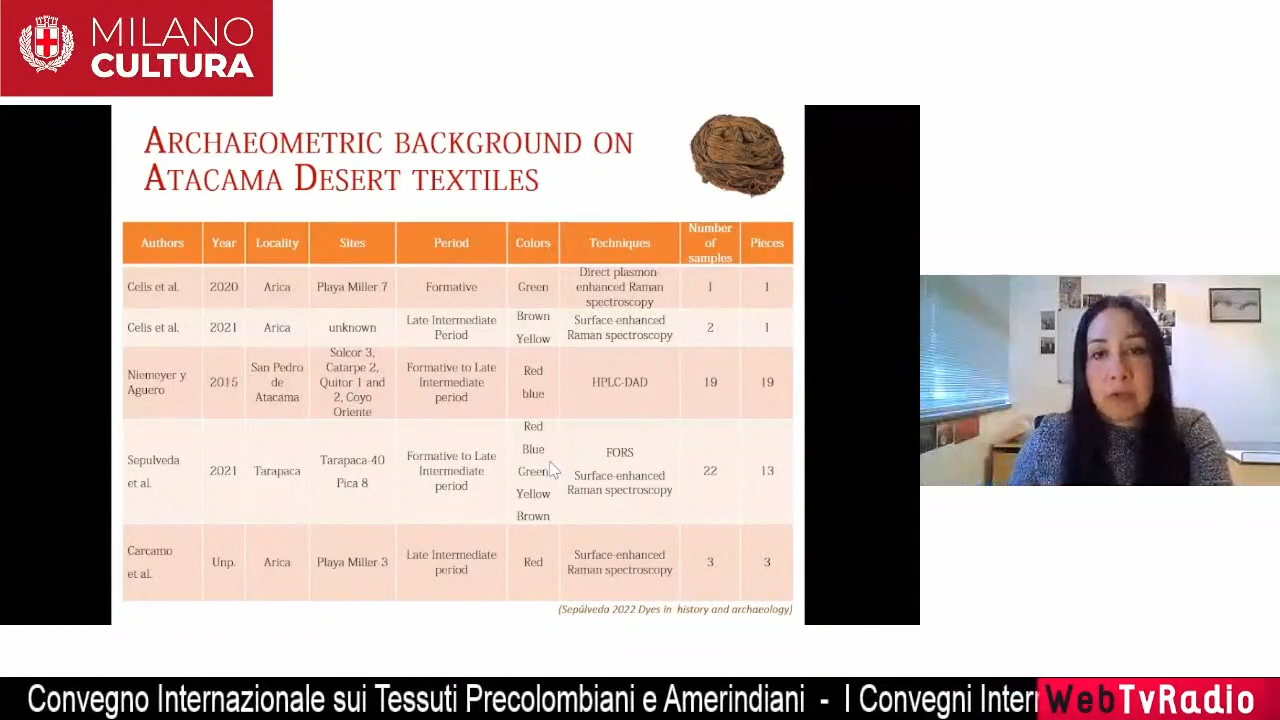 MILANO
CULTURA
ARCHAEOMETRIC BACKGROUND ON
ATACAMA DESERT TEXTILES
Authors Year Locality Sites Period Colors Techniques Number of samples Pieces
Celis et al. 2020 Arica Playa Miller 7 Formative Green Direct plasmon-enhanced Raman spectroscopy 1 1
Celis et al. 2021 Arica unknown Late Intermediate Period Brown Yellow Surface-enhanced Raman spectroscopy 2 1
Niemeyer y Aguero 2015 San Pedro de Atacama Solcor 3, Catarpe 2, Quitor 1 and 2, Coyo Oriente Formative to Late Intermediate period Red blue HPLC-DAD 19 19
Sepulveda et al. 2021 Tarapaca Tarapaca-40 Pica 8 Formative to Late Intermediate period Red Blue Green Yellow Brown FORS Surface-enhanced Raman spectroscopy 22 13
Carcamo et al. Unp. Arica Playa Miller 3 Late Intermediate period Red Surface-enhanced Raman spectroscopy 3 3
(Sepúlveda 2022 Dyes in history and archaeology)
Convegno Internazionale sui Tessuti Precolombiani e Amerindiani - I Convegni Interr
WebTvRadio